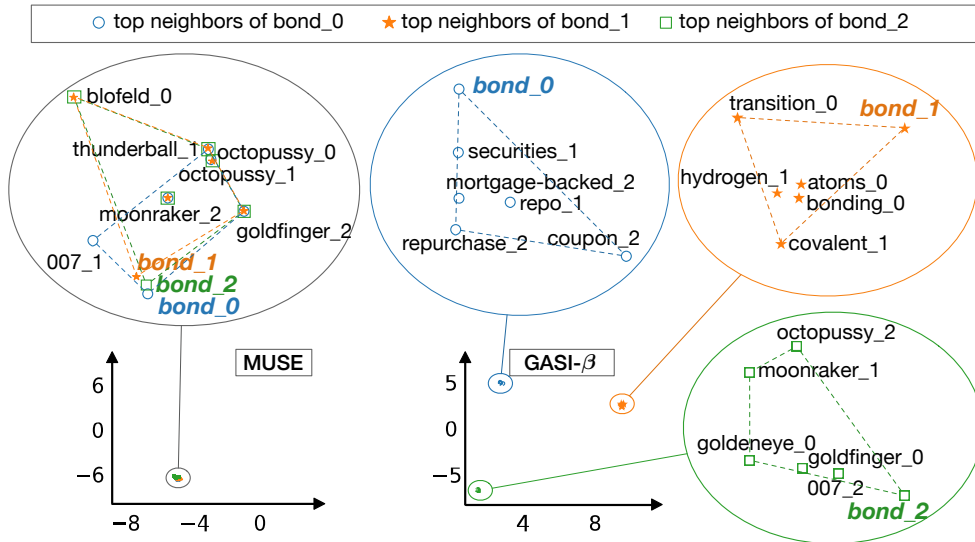 top neighbors of bond_0 top neighbors of bond_1 top neighbors of bond_2
blofeld_0
thunderball_1
octopussy_0
octopussy_1
moonraker_2
goldfinger_2
007_1
bond_1
bond_2
bond_0
bond_0
securities_1
mortgage-backed_2
repo_1
repurchase_2
coupon_2
transition_0
bond_1
hydrogen_1
atoms_0
bonding_0
covalent_1
octopussy_2
moonraker_1
goldeneye_0
goldfinger_0
007_2
bond_2
MUSE
6
0
−6
−8 −4 0
GASI-β
5
0
−5
4 8